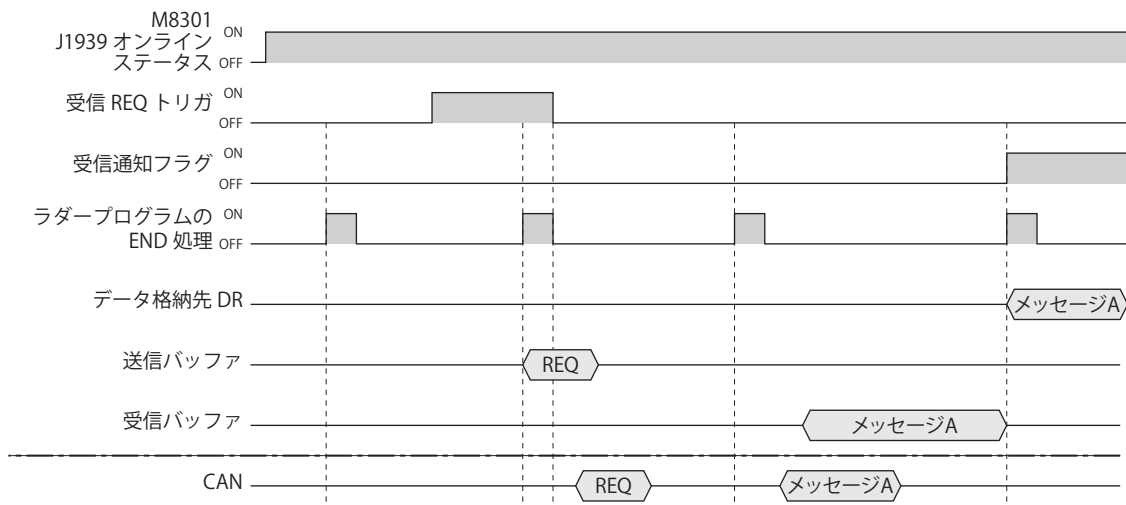 M8301
J1939 オンライン
ステータス
ON
OFF
受信 REQ トリガ
ON
OFF
受信通知フラグ
ON
OFF
ラダープログラムの
END 処理
ON
OFF
データ格納先 DR
メッセージA
送信バッファ
REQ
受信バッファ
メッセージA
CAN
REQ
メッセージA